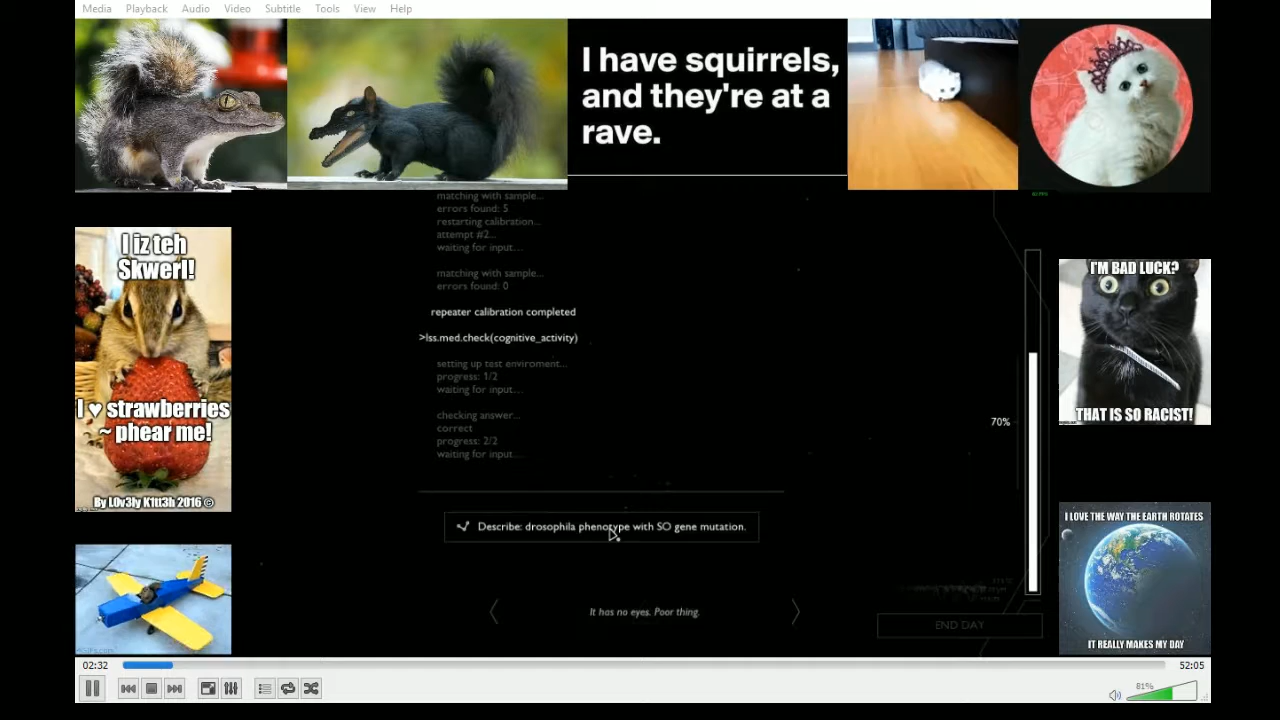 Media Playback Audio Video Subtitle Tools View Help
I have squirrels,
and they're at a
rave.
matching with sample...
errors found: 5
restarting calibration...
attempt #2...
waiting for input....
matching with sample...
errors found: 0
repeater calibration completed
>lss.med.check(cognitive_activity)
setting up test enviroment...
progress: 1/2
waiting for input....
checking answer...
correct
progress: 2/2
waiting for input....
70%
Describe: drosophila phenotype with SO gene mutation.
It has no eyes. Poor thing.
END DAY
I iz teh
Skwerl!
I ♥ strawberries
~ phear me!
By L0v3ly K1tt3h 2016 ©
I'M BAD LUCK?
THAT IS SO RACIST!
I LOVE THE WAY THE EARTH ROTATES
IT REALLY MAKES MY DAY
02:32
52:05
81%